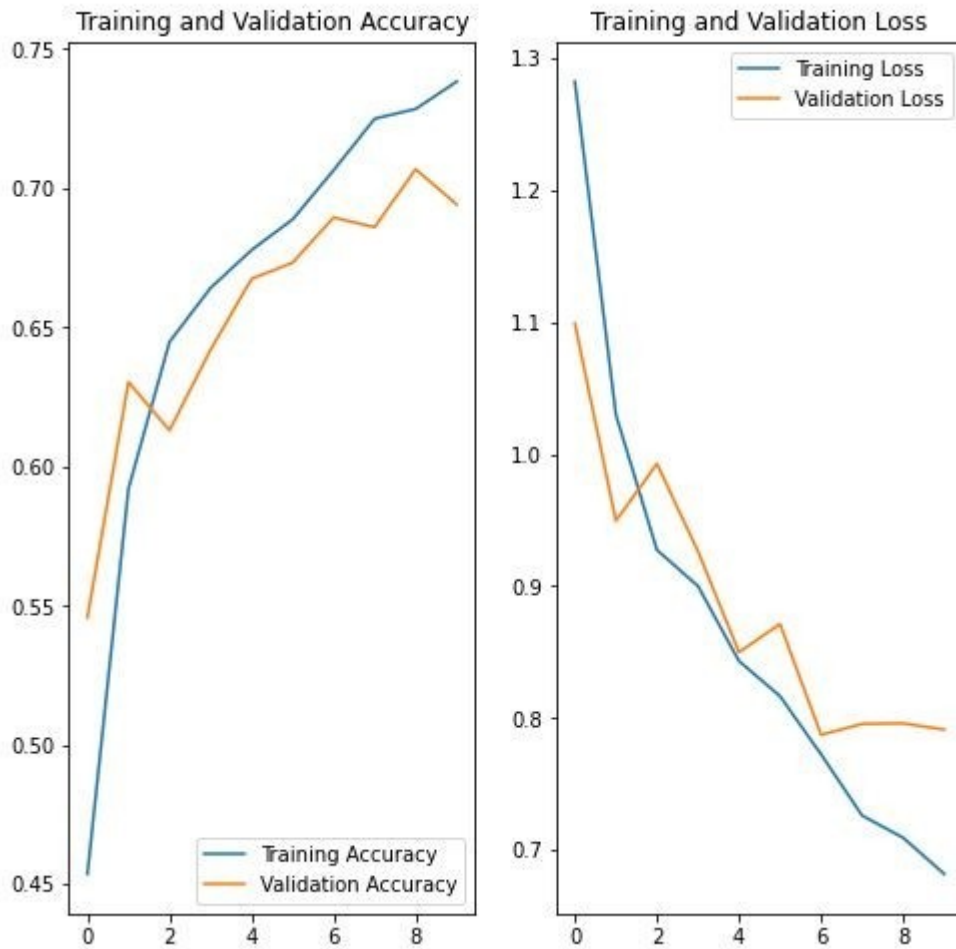 Training and Validation Accuracy
0.75
0.70
0.65
0.60
0.55
0.50
0.45
Training Accuracy
Validation Accuracy
0 2 4 6 8
Training and Validation Loss
1.3
1.2
1.1
1.0
0.9
0.8
0.7
Training Loss
Validation Loss
0 2 4 6 8